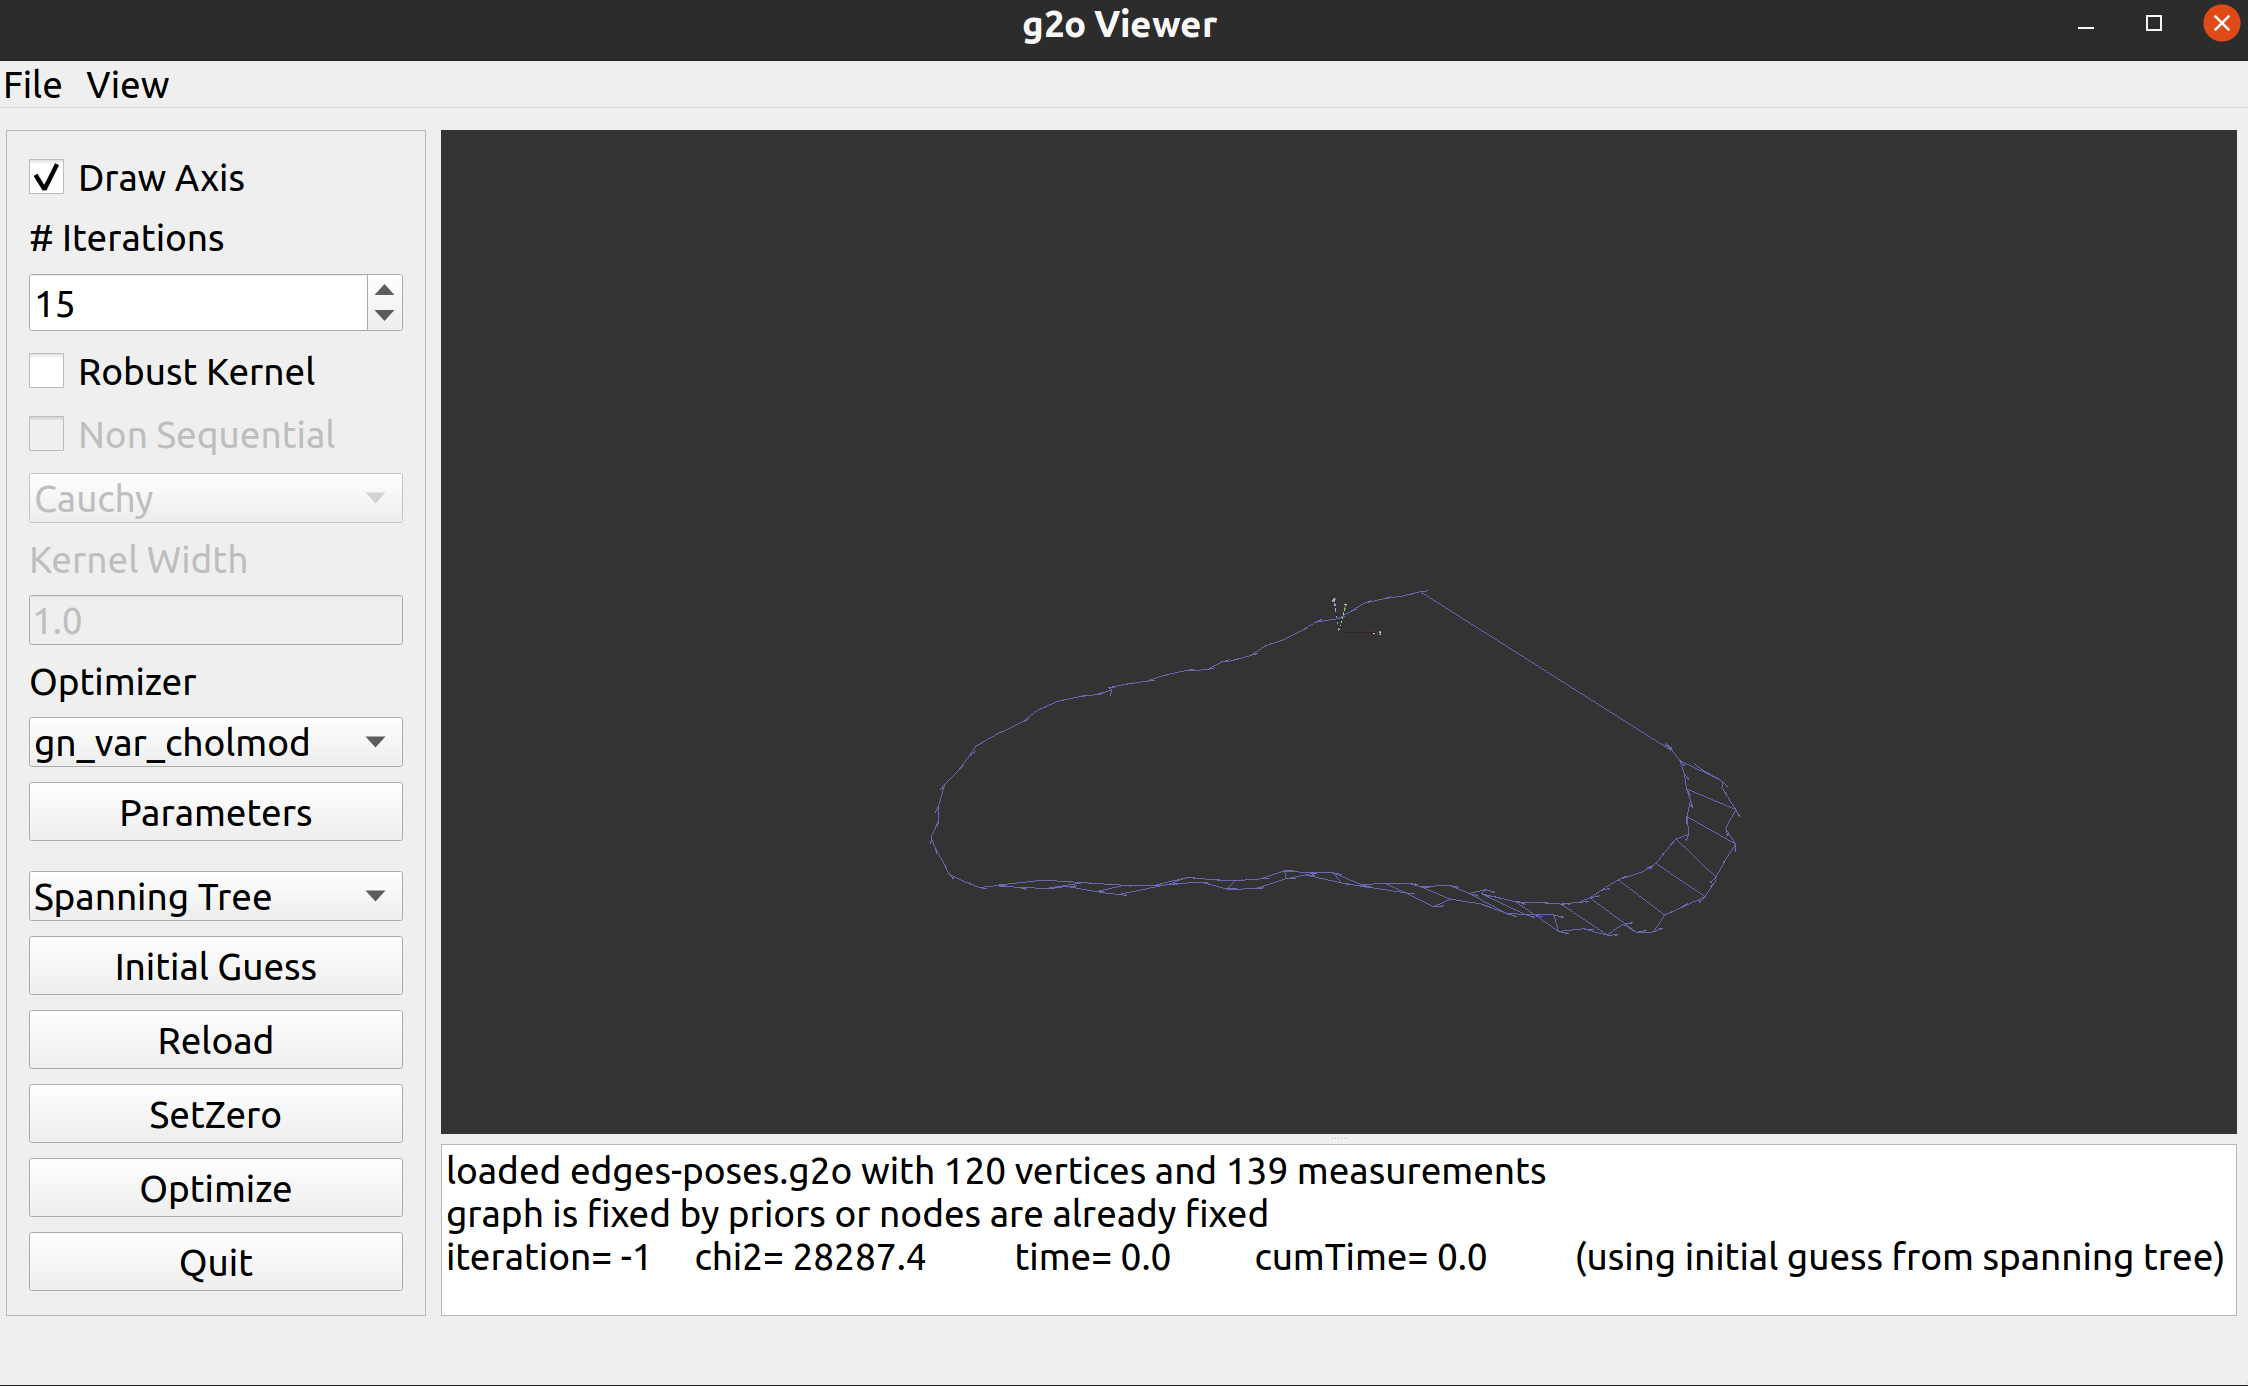 g2o Viewer
File View
Draw Axis
# Iterations
15
Robust Kernel
Non Sequential
Cauchy
Kernel Width
1.0
Optimizer
gn_var_cholmod
Parameters
Spanning Tree
Initial Guess
Reload
SetZero
Optimize
Quit
loaded edges-poses.g2o with 120 vertices and 139 measurements
graph is fixed by priors or nodes are already fixed
iteration= -1 chi2= 28287.4 time= 0.0 cumTime= 0.0 (using initial guess from spanning tree)